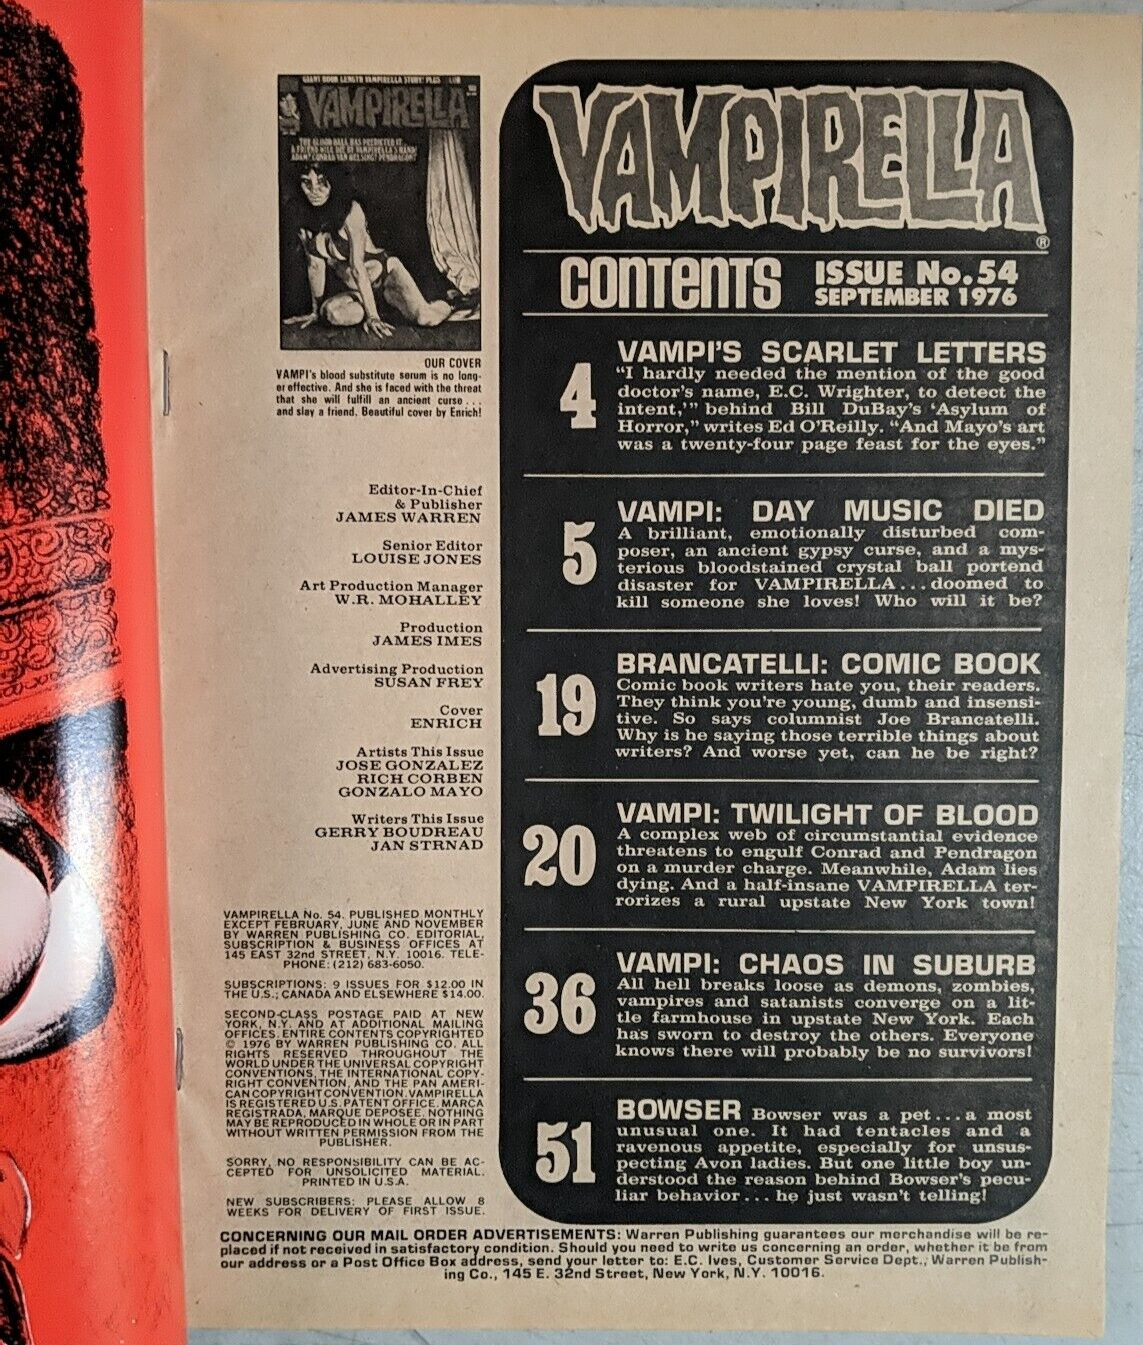 GIANT BOOK LENGTH VAMPIRELLA STORY! PLUS COLOR
VAMPIRELLA
THE BLOOD BALL HAS PREDICTED IT...
A FRIEND WILL DIE BY VAMPIRELLA'S HAND!
ADAM? CONRAD VAN HELSING? PENDRAGON?
OUR COVER
VAMPI's blood substitute serum is no long-
er effective. And she is faced with the threat
that she will fulfill an ancient curse . . .
and slay a friend. Beautiful cover by Enrich!
Editor-In-Chief
& Publisher
JAMES WARREN
Senior Editor
LOUISE JONES
Art Production Manager
W.R. MOHALLEY
Production
JAMES IMES
Advertising Production
SUSAN FREY
Cover
ENRICH
Artists This Issue
JOSE GONZALEZ
RICH CORBEN
GONZALO MAYO
Writers This Issue
GERRY BOUDREAU
JAN STRNAD
VAMPIRELLA No. 54. PUBLISHED MONTHLY
EXCEPT FEBRUARY, JUNE AND NOVEMBER
BY WARREN PUBLISHING CO. EDITORIAL,
SUBSCRIPTION & BUSINESS OFFICES AT
145 EAST 32nd STREET, N.Y. 10016. TELE-
PHONE: (212) 683-6050.
SUBSCRIPTIONS: 9 ISSUES FOR $12.00 IN
THE U.S.; CANADA AND ELSEWHERE $14.00.
SECOND-CLASS POSTAGE PAID AT NEW
YORK, N.Y. AND AT ADDITIONAL MAILING
OFFICES. ENTIRE CONTENTS COPYRIGHTED
© 1976 BY WARREN PUBLISHING CO. ALL
RIGHTS RESERVED THROUGHOUT THE
WORLD UNDER THE UNIVERSAL COPYRIGHT
CONVENTIONS, THE INTERNATIONAL COPY-
RIGHT CONVENTION, AND THE PAN AMERI-
CAN COPYRIGHT CONVENTION. VAMPIRELLA
IS REGISTERED U.S. PATENT OFFICE. MARCA
REGISTRADA, MARQUE DEPOSEE. NOTHING
MAY BE REPRODUCED IN WHOLE OR IN PART
WITHOUT WRITTEN PERMISSION FROM THE
PUBLISHER.
SORRY, NO RESPONSIBILITY CAN BE AC-
CEPTED FOR UNSOLICITED MATERIAL.
PRINTED IN U.S.A.
NEW SUBSCRIBERS: PLEASE ALLOW 8
WEEKS FOR DELIVERY OF FIRST ISSUE.
VAMPIRELLA ®
CONTENTS ISSUE No. 54
SEPTEMBER 1976
4 VAMPI'S SCARLET LETTERS
"I hardly needed the mention of the good
doctor's name, E.C. Wrighter, to detect the
intent,'" behind Bill DuBay's 'Asylum of
Horror," writes Ed O'Reilly. "And Mayo's art
was a twenty-four page feast for the eyes."
5 VAMPI: DAY MUSIC DIED
A brilliant, emotionally disturbed com-
poser, an ancient gypsy curse, and a mys-
terious bloodstained crystal ball portend
disaster for VAMPIRELLA...doomed to
kill someone she loves! Who will it be?
19 BRANCATELLI: COMIC BOOK
Comic book writers hate you, their readers.
They think you're young, dumb and insensi-
tive. So says columnist Joe Brancatelli.
Why is he saying those terrible things about
writers? And worse yet, can he be right?
20 VAMPI: TWILIGHT OF BLOOD
A complex web of circumstantial evidence
threatens to engulf Conrad and Pendragon
on a murder charge. Meanwhile, Adam lies
dying. And a half-insane VAMPIRELLA ter-
rorizes a rural upstate New York town!
36 VAMPI: CHAOS IN SUBURB
All hell breaks loose as demons, zombies,
vampires and satanists converge on a lit-
tle farmhouse in upstate New York. Each
has sworn to destroy the others. Everyone
knows there will probably be no survivors!
51 BOWSER Bowser was a pet...a most
unusual one. It had tentacles and a
ravenous appetite, especially for unsus-
pecting Avon ladies. But one little boy un-
derstood the reason behind Bowser's pecu-
liar behavior... he just wasn't telling!
CONCERNING OUR MAIL ORDER ADVERTISEMENTS: Warren Publishing guarantees our merchandise will be re-
placed if not received in satisfactory condition. Should you need to write us concerning an order, whether it be from
our address or a Post Office Box address, send your letter to: E.C. Ives, Customer Service Dept., Warren Publish-
ing Co., 145 E. 32nd Street, New York, N.Y. 10016.